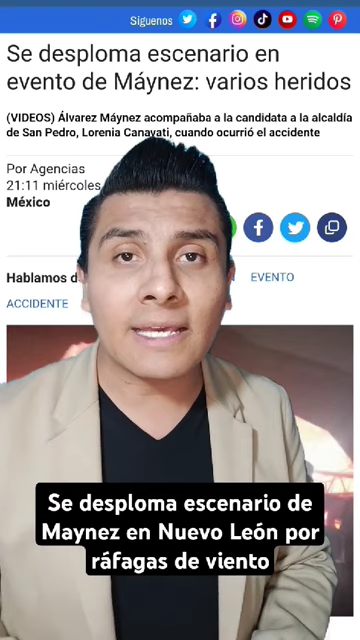 Síguenos
Se desploma escenario en
evento de Máynez: varios heridos
(VIDEOS) Álvarez Máynez acompañaba a la candidata a la alcaldía
de San Pedro, Lorenia Canavati, cuando ocurrió el accidente
Por Agencias
21:11 miércoles
México
Hablamos d
EVENTO
ACCIDENTE
Se desploma escenario de
Maynez en Nuevo León por
ráfagas de viento